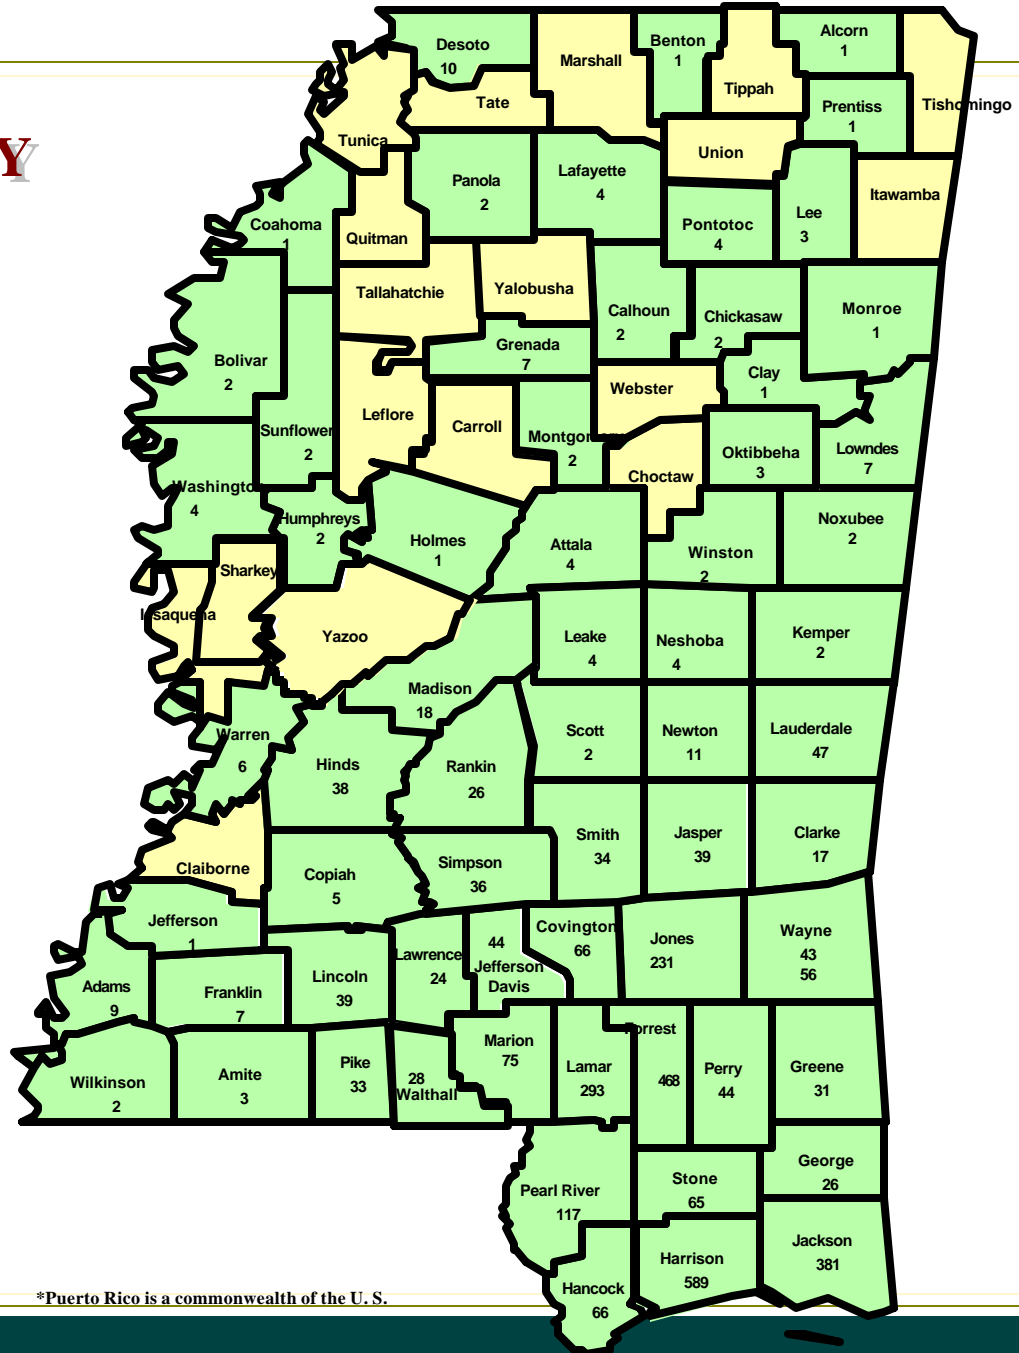 Y
Desoto
10
Marshall
Benton
1
Tippah
Alcorn
1
Tishomingo
Tate
Prentiss
1
Tunica
Union
Panola
2
Lafayette
4
Itawamba
Coahoma
1
Quitman
Pontotoc
4
Lee
3
Tallahatchie
Yalobusha
Calhoun
2
Chickasaw
2
Monroe
1
Bolivar
2
Grenada
7
Clay
1
Webster
Leflore
Carroll
Sunflower
2
Montgomery
2
Choctaw
Oktibbeha
3
Lowndes
7
Washington
4
Humphreys
2
Holmes
1
Attala
4
Winston
2
Noxubee
2
Sharkey
Issaquena
Yazoo
Leake
4
Neshoba
4
Kemper
2
Madison
18
Warren
6
Hinds
38
Rankin
26
Scott
2
Newton
11
Lauderdale
47
Claiborne
Copiah
5
Simpson
36
Smith
34
Jasper
39
Clarke
17
Jefferson
1
Lawrence
24
44
Jefferson
Davis
Covington
66
Jones
231
Wayne
43
56
Adams
9
Franklin
7
Lincoln
39
Wilkinson
2
Amite
3
Pike
33
28
Walthall
Marion
75
Lamar
293
Forrest
468
Perry
44
Greene
31
Pearl River
117
Stone
65
George
26
Hancock
66
Harrison
589
Jackson
381
*Puerto Rico is a commonwealth of the U. S.